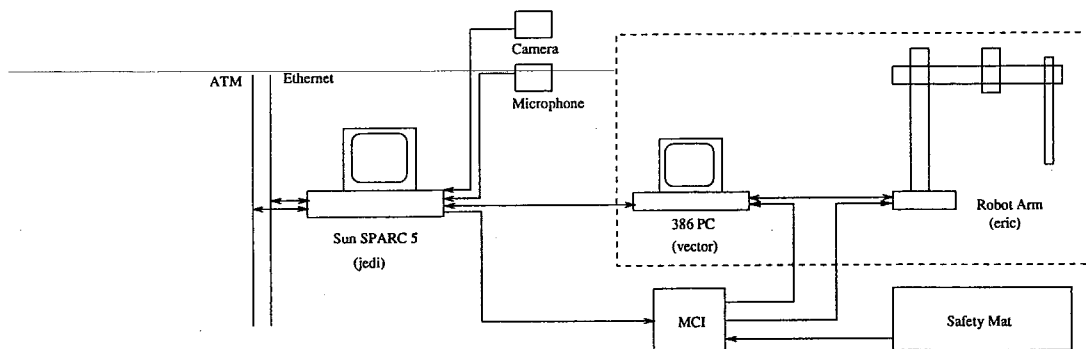 Camera
ATM
Ethernet
Microphone
Sun SPARC 5
(jedi)
386 PC
(vector)
Robot Arm
(eric)
MCI
Safety Mat